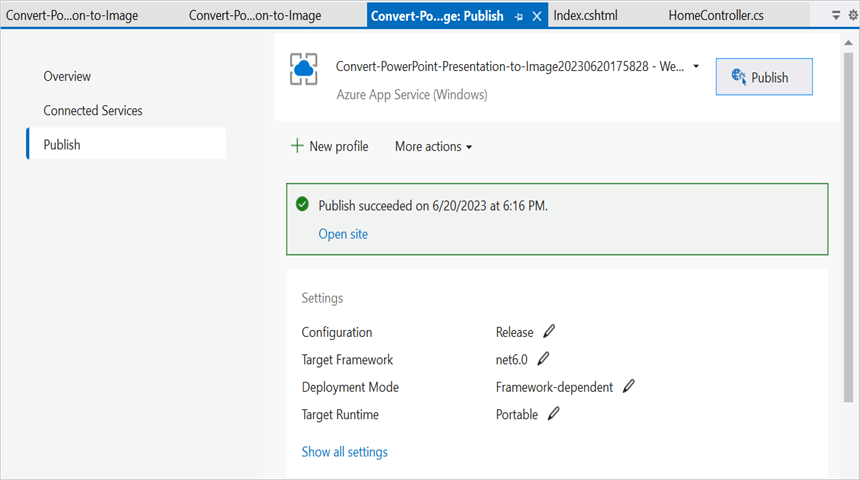 Convert-Po...on-to-Image
Convert-Po...on-to-Image
Convert-Po...ge: Publish
Index.cshtml
HomeController.cs
Overview
Connected Services
Publish
Convert-PowerPoint-Presentation-to-Image20230620175828 - We...
Azure App Service (Windows)
Publish
New profile
More actions
Publish succeeded on 6/20/2023 at 6:16 PM.
Open site
Settings
Configuration Release
Target Framework net6.0
Deployment Mode Framework-dependent
Target Runtime Portable
Show all settings